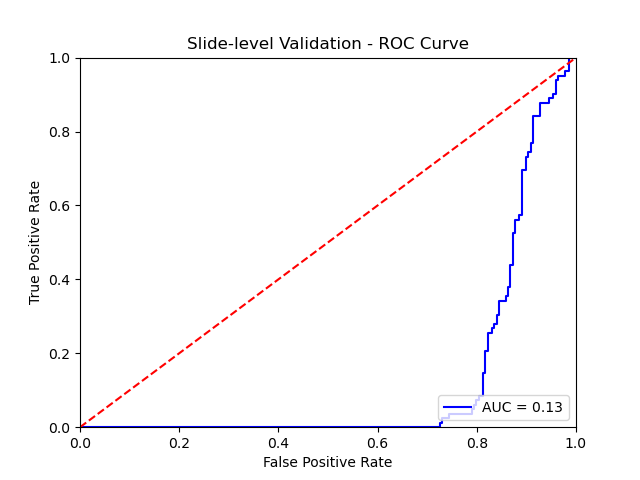 Slide-level Validation - ROC Curve
True Positive Rate
1.0
0.8
0.6
0.4
0.2
0.0
AUC = 0.13
0.0 0.2 0.4 0.6 0.8 1.0
False Positive Rate